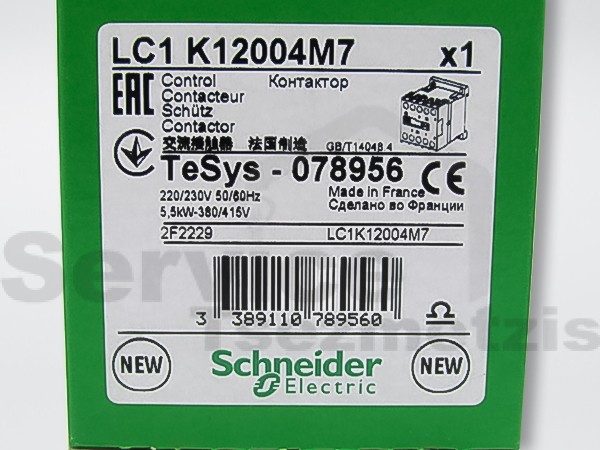 LC1 K12004M7 x1
EAC
Control Контактор
Contacteur
Schütz
Contactor
交流接触器 法国制造 GB/T14048.4
TeSys - 078956 CE
220/230V 50/60Hz Made in France
5,5kW-380/415V Сделано во Франции
2F2229 LC1K12004M7
3 389110 789560
NEW Schneider Electric NEW
Service Tsezmetzis